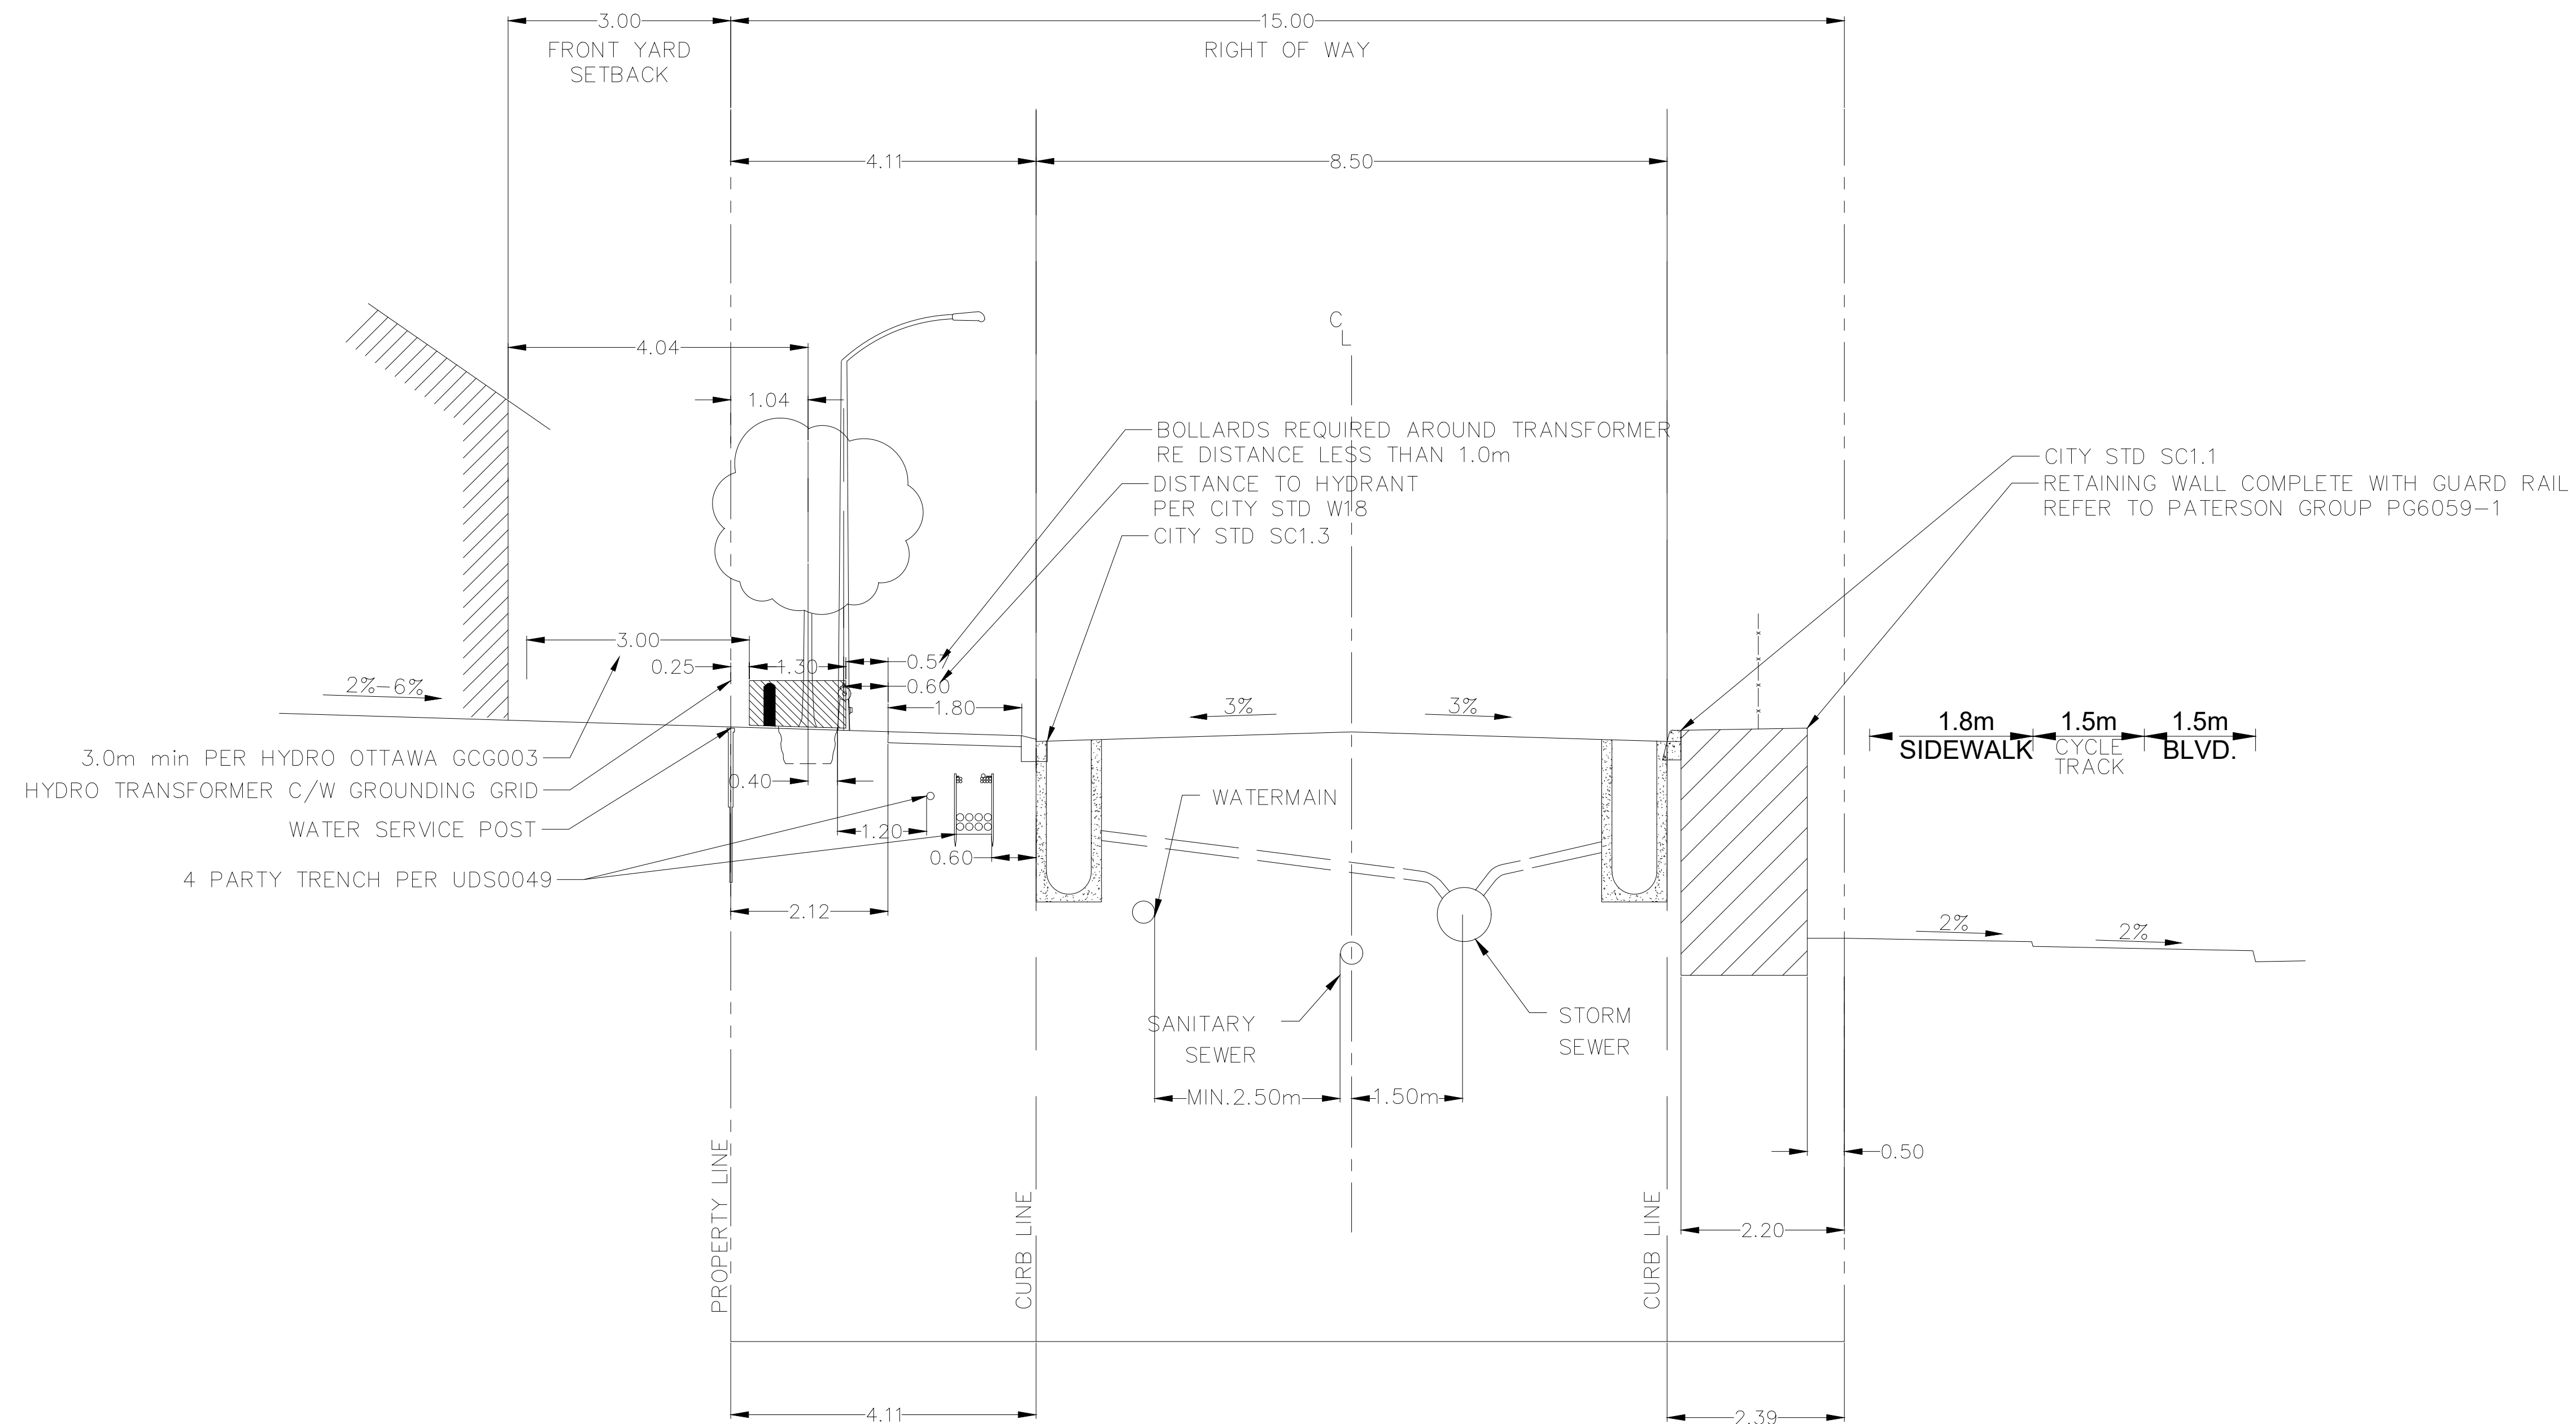 3.00
FRONT YARD
SETBACK
15.00
RIGHT OF WAY
4.11
8.50
C
L
4.04
1.04
BOLLARDS REQUIRED AROUND TRANSFORMER
RE DISTANCE LESS THAN 1.0m
DISTANCE TO HYDRANT
PER CITY STD W18
CITY STD SC1.3
CITY STD SC1.1
RETAINING WALL COMPLETE WITH GUARD RAIL
REFER TO PATERSON GROUP PG6059-1
3.00
0.25
1.30
0.57
0.60
1.80
2%-6%
3%
3%
1.8m
SIDEWALK
1.5m
CYCLE
TRACK
1.5m
BLVD.
3.0m min PER HYDRO OTTAWA GCG003
HYDRO TRANSFORMER C/W GROUNDING GRID
WATER SERVICE POST
4 PARTY TRENCH PER UDS0049
0.40
1.20
0.60
2.12
WATERMAIN
SANITARY
SEWER
STORM
SEWER
MIN.2.50m
1.50m
2%
2%
0.50
2.20
PROPERTY LINE
CURB LINE
CURB LINE
4.11
2.39